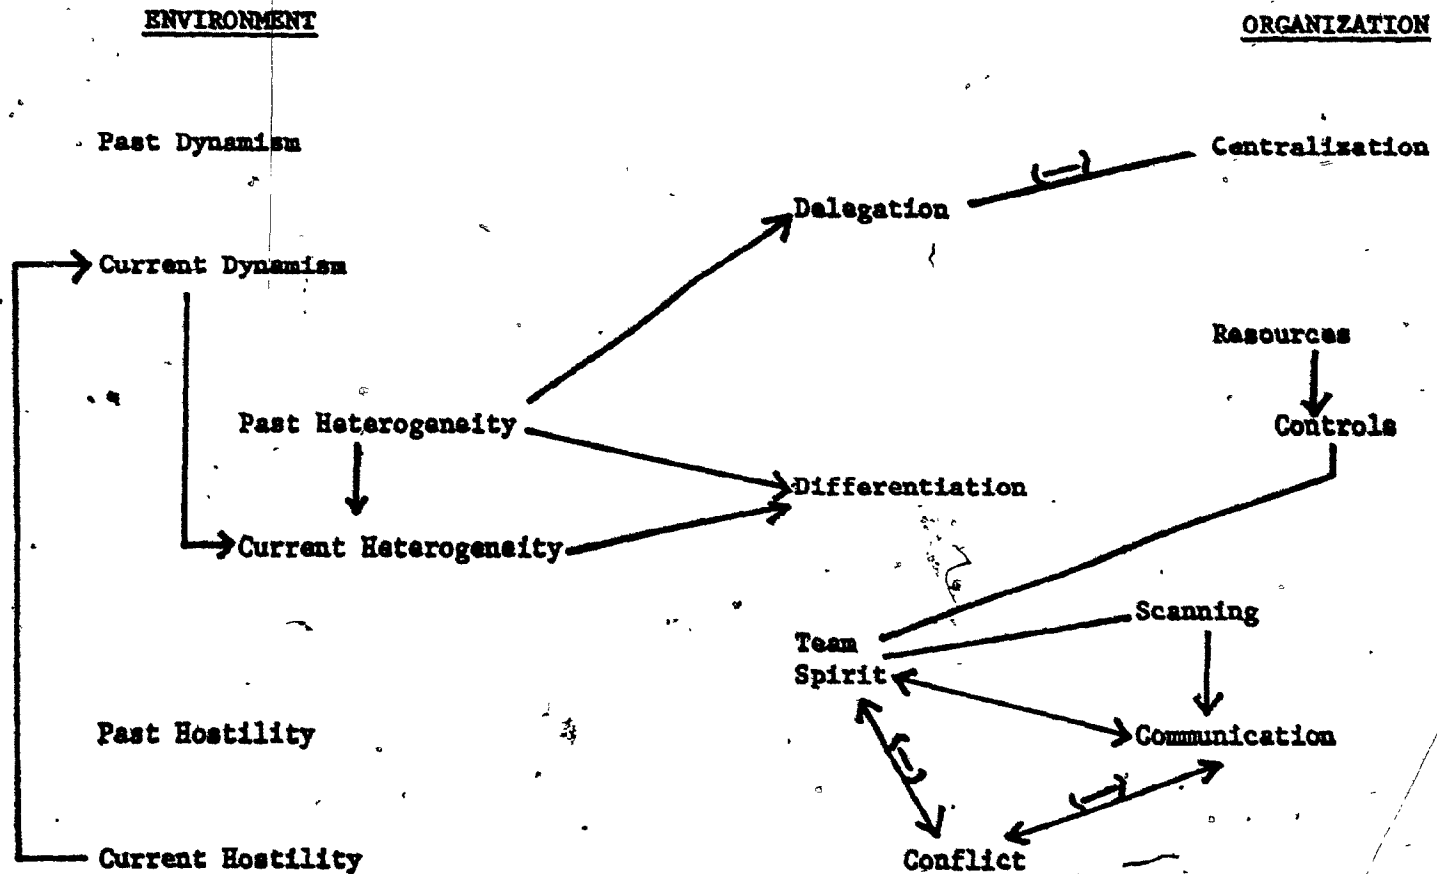 ENVIRONMENT
ORGANIZATION
Past Dynamism
Centralization
(—)
Delegation
Current Dynamism
Resources
Past Heterogeneity
Controls
Differentiation
Current Heterogeneity
Scanning
Team
Spirit
Past Hostility
Communication
(—)
(—)
Current Hostility
Conflict